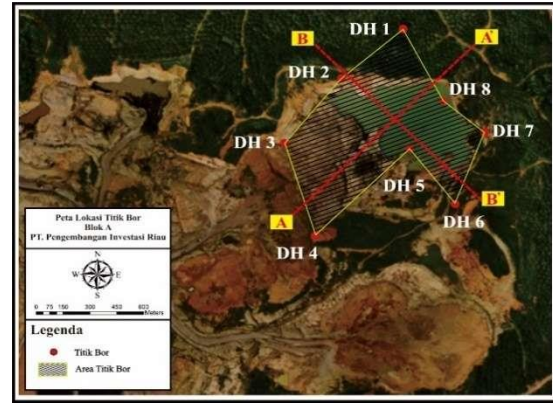 DH 1
B
A'
DH 2
DH 8
DH 7
DH 3
DH 5
B'
A
DH 6
DH 4
Peta Lokasi Titik Bor
Blok A
PT. Pengembangan Investasi Riau
N
W E
S
0 75 150 300 450 600
Meters
Legenda
Titik Bor
Area Titik Bor